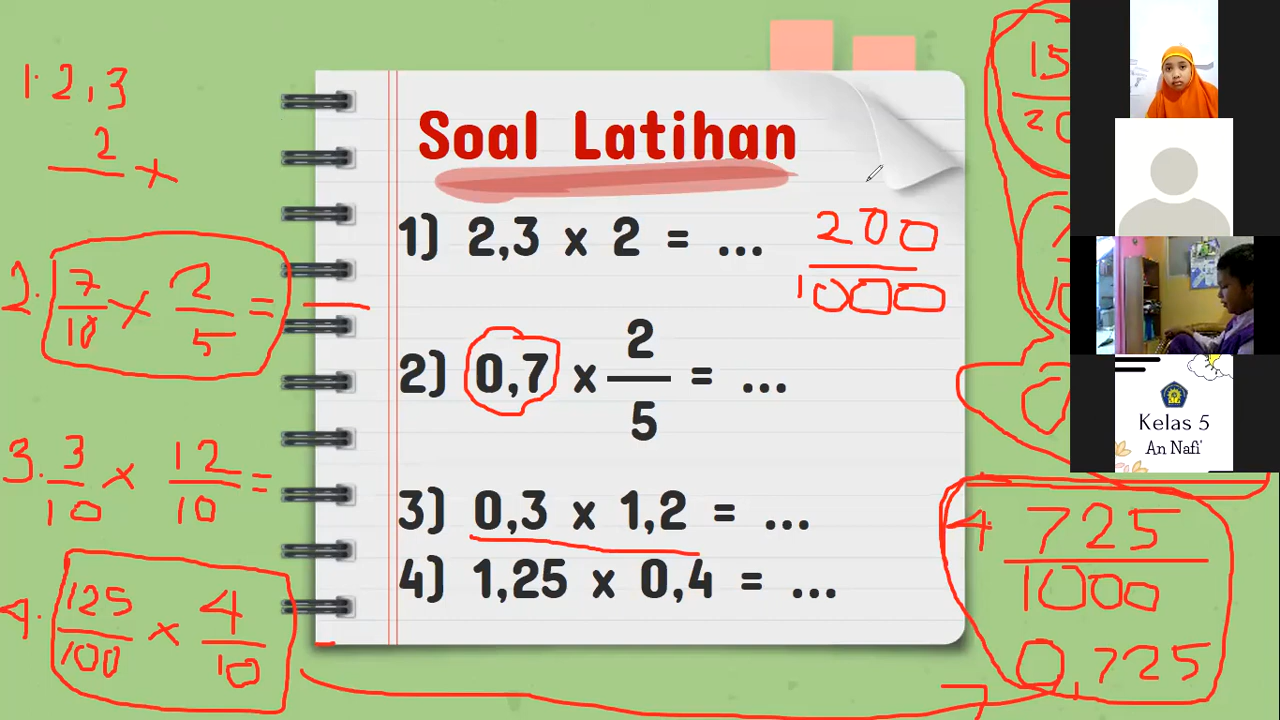 Soal Latihan
1) 2,3 x 2 = ...
2) 0,7 x 2/5 = ...
3) 0,3 x 1,2 = ...
4) 1,25 x 0,4 = ...
1. 2,3
2
x
2. 7/10 x 2/5 =
3. 3/10 x 12/10 =
4. 125/100 x 4/10
200
1000
15
20
4. 725
1000
0,725
Kelas 5
An Nafi'